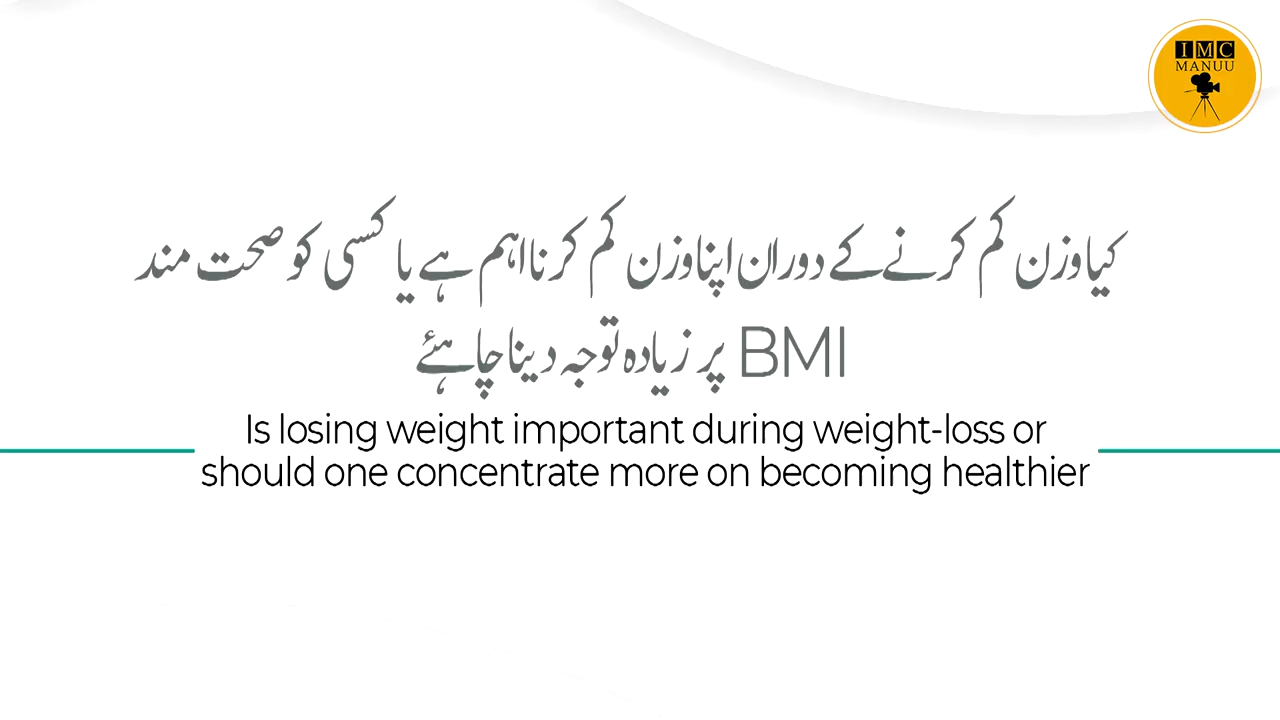 IMC
MANUU
کیا وزن کم کرنے کے دوران اپنا وزن کم کرنا اہم ہے یا کسی کو صحت مند
BMI پر زیادہ توجہ دینا چاہئے
Is losing weight important during weight-loss or
should one concentrate more on becoming healthier